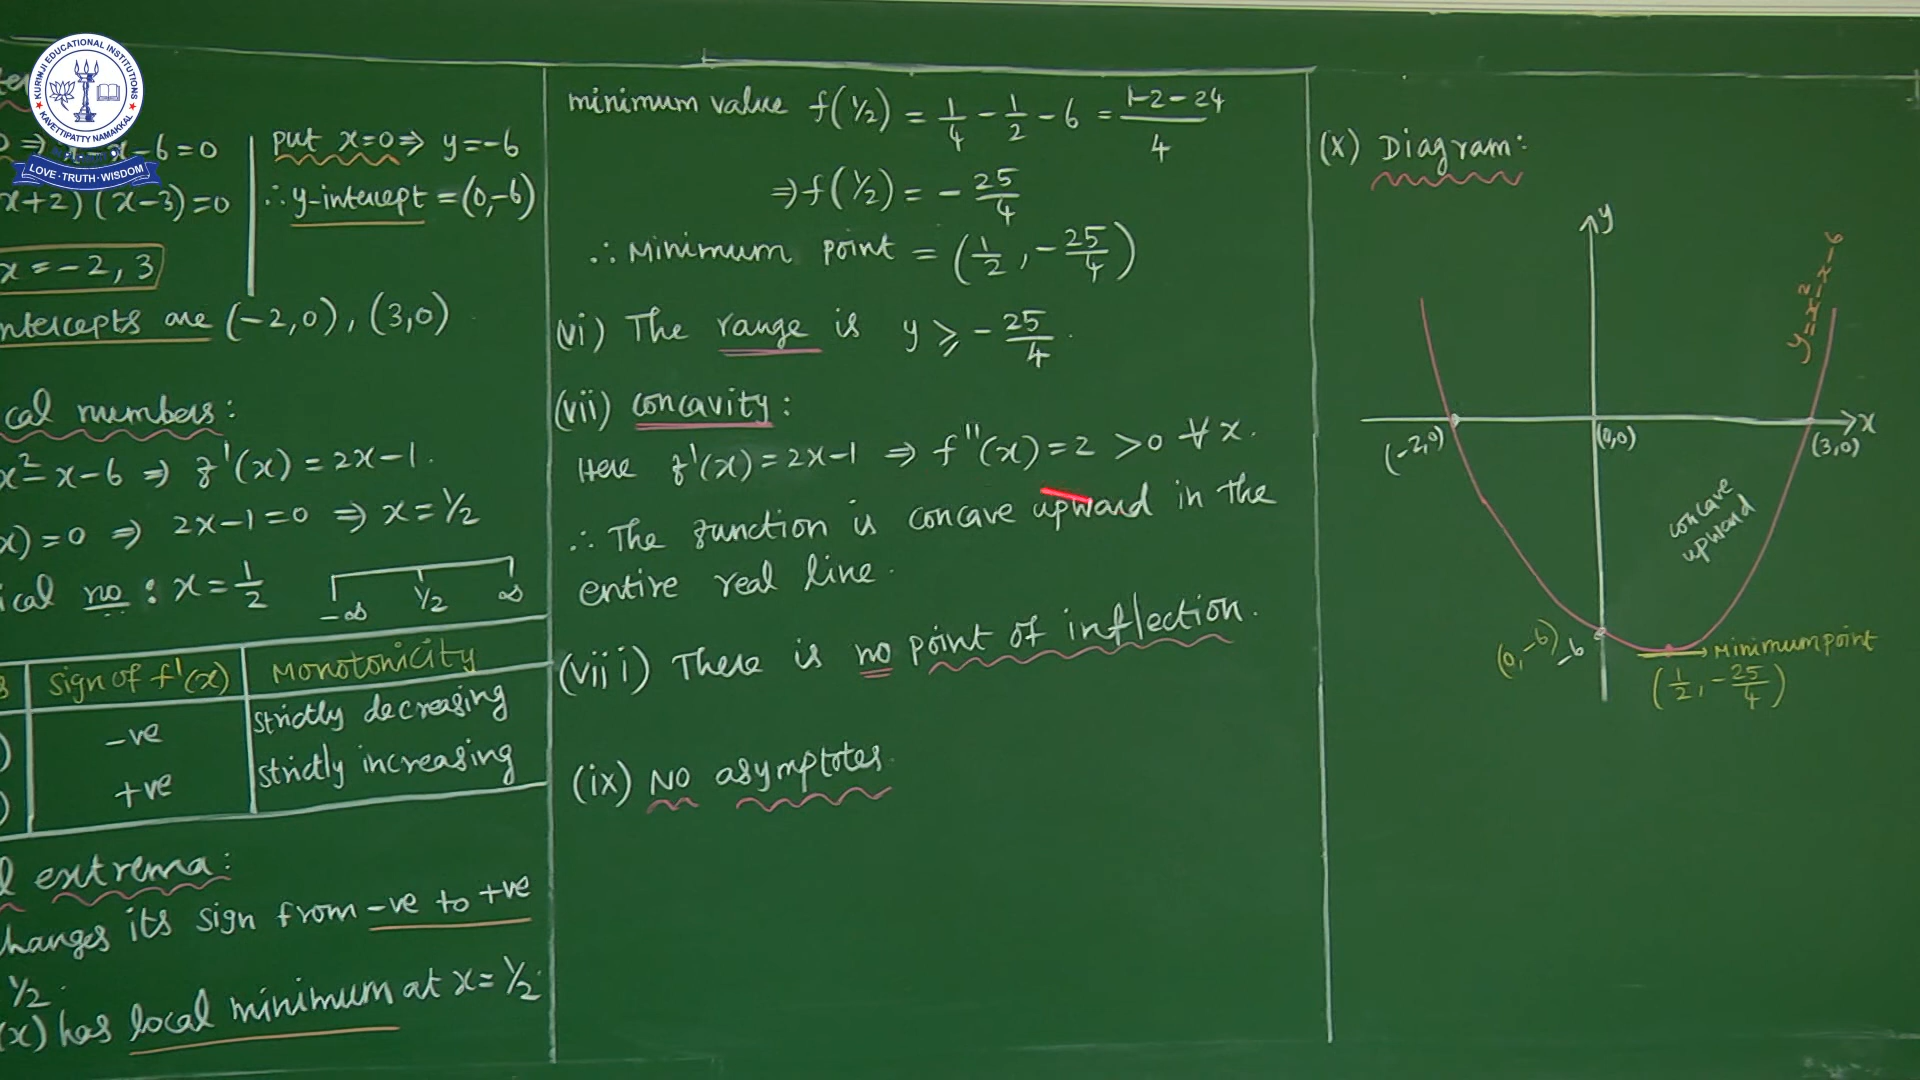 KURINJI EDUCATIONAL INSTITUTIONS
KAVETTIPATTY NAMAKKAL
LOVE · TRUTH · WISDOM
-x-6=0
x+2) (x-3)=0
x = -2, 3
put x=0 ⇒ y=-6
∴ y-intercept = (0,-6)
ntercepts are (-2,0), (3,0)
cal numbers:
x²-x-6 ⇒ f'(x) = 2x-1.
x)=0 ⇒ 2x-1=0 ⇒ x=1/2
ical no : x = 1/2
-∞ 1/2 ∞
sign of f'(x) Monotonicity
-ve strictly decreasing
+ve strictly increasing
l extrema:
hanges its sign from -ve to +ve
1/2.
(x) has local minimum at x=1/2.
minimum value f(1/2) = 1/4 - 1/2 - 6 = 1-2-24/4
⇒ f(1/2) = -25/4
∴ Minimum point = (1/2, -25/4)
(vi) The range is y ≥ -25/4.
(vii) concavity:
Here f'(x) = 2x-1 ⇒ f''(x) = 2 >0 ∀ x.
∴ The function is concave upward in the
entire real line.
(viii) There is no point of inflection.
(ix) No asymptotes.
(x) Diagram:
y
y=x²-x-6
x
(-2,0) (0,0) (3,0)
concave
upward
(0,-6) -6 Minimum point
(1/2, -25/4)